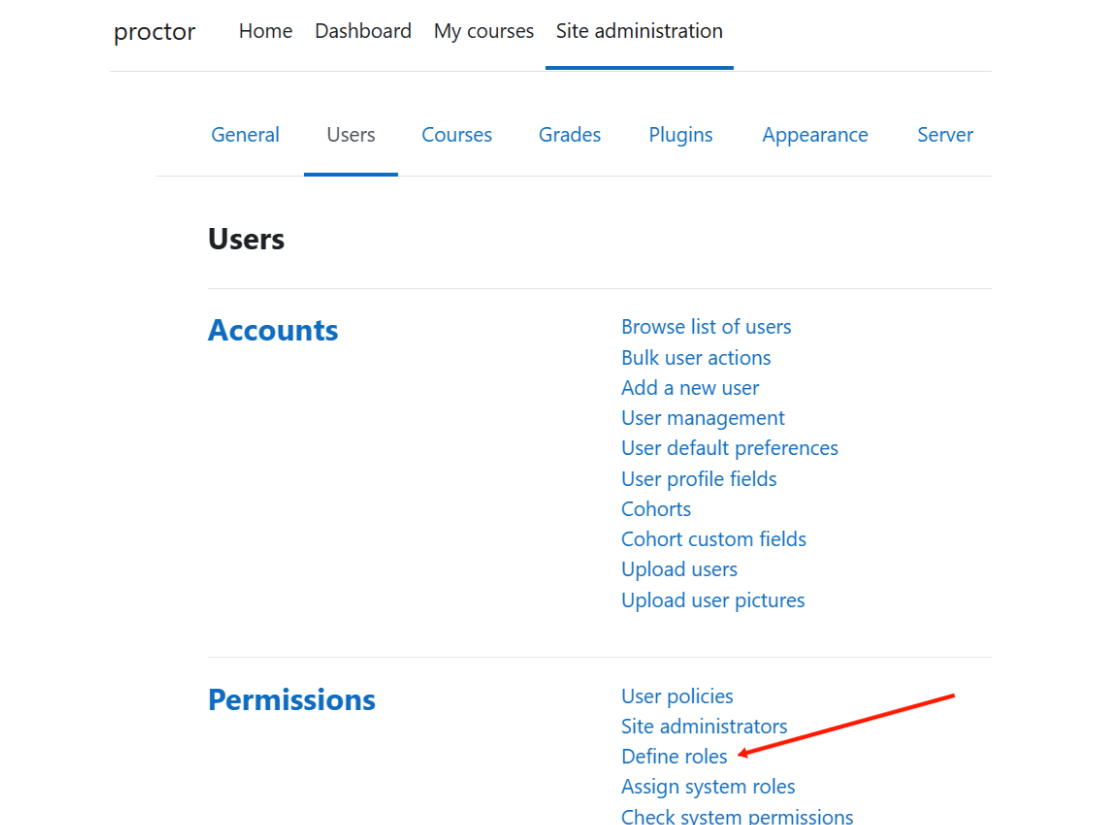 proctor Home Dashboard My courses Site administration
General Users Courses Grades Plugins Appearance Server
Users
Accounts
Browse list of users
Bulk user actions
Add a new user
User management
User default preferences
User profile fields
Cohorts
Cohort custom fields
Upload users
Upload user pictures
Permissions
User policies
Site administrators
Define roles
Assign system roles
Check system permissions